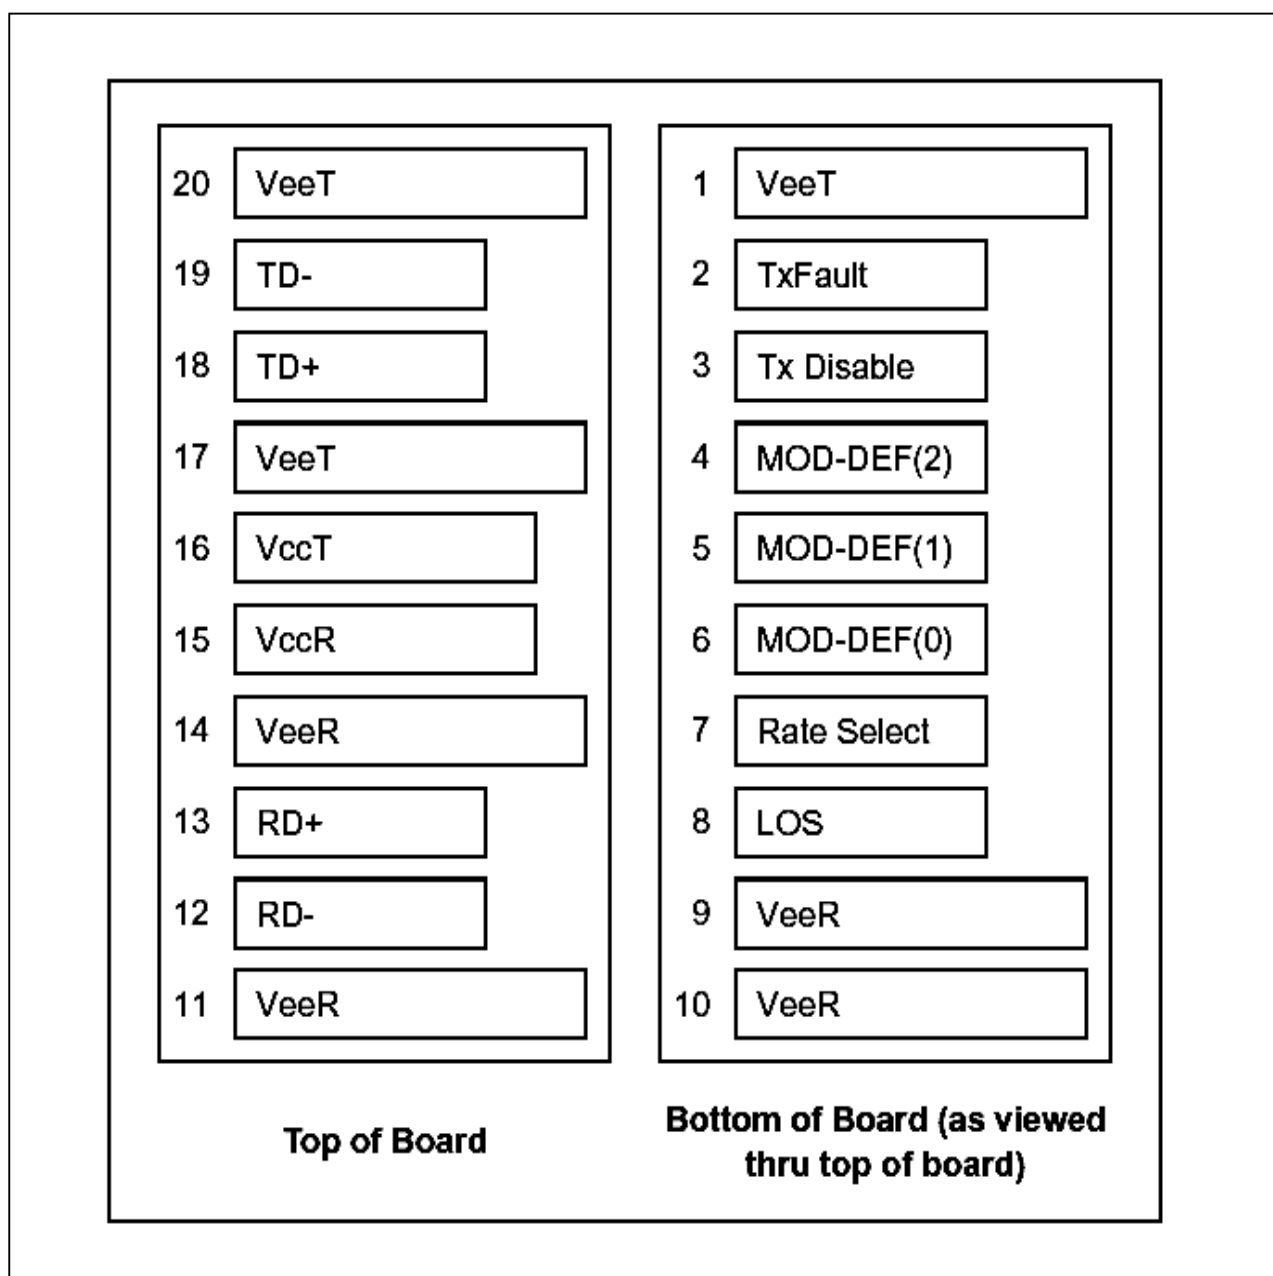 20 VeeT
19 TD-
18 TD+
17 VeeT
16 VccT
15 VccR
14 VeeR
13 RD+
12 RD-
11 VeeR
Top of Board
1 VeeT
2 TxFault
3 Tx Disable
4 MOD-DEF(2)
5 MOD-DEF(1)
6 MOD-DEF(0)
7 Rate Select
8 LOS
9 VeeR
10 VeeR
Bottom of Board (as viewed
thru top of board)